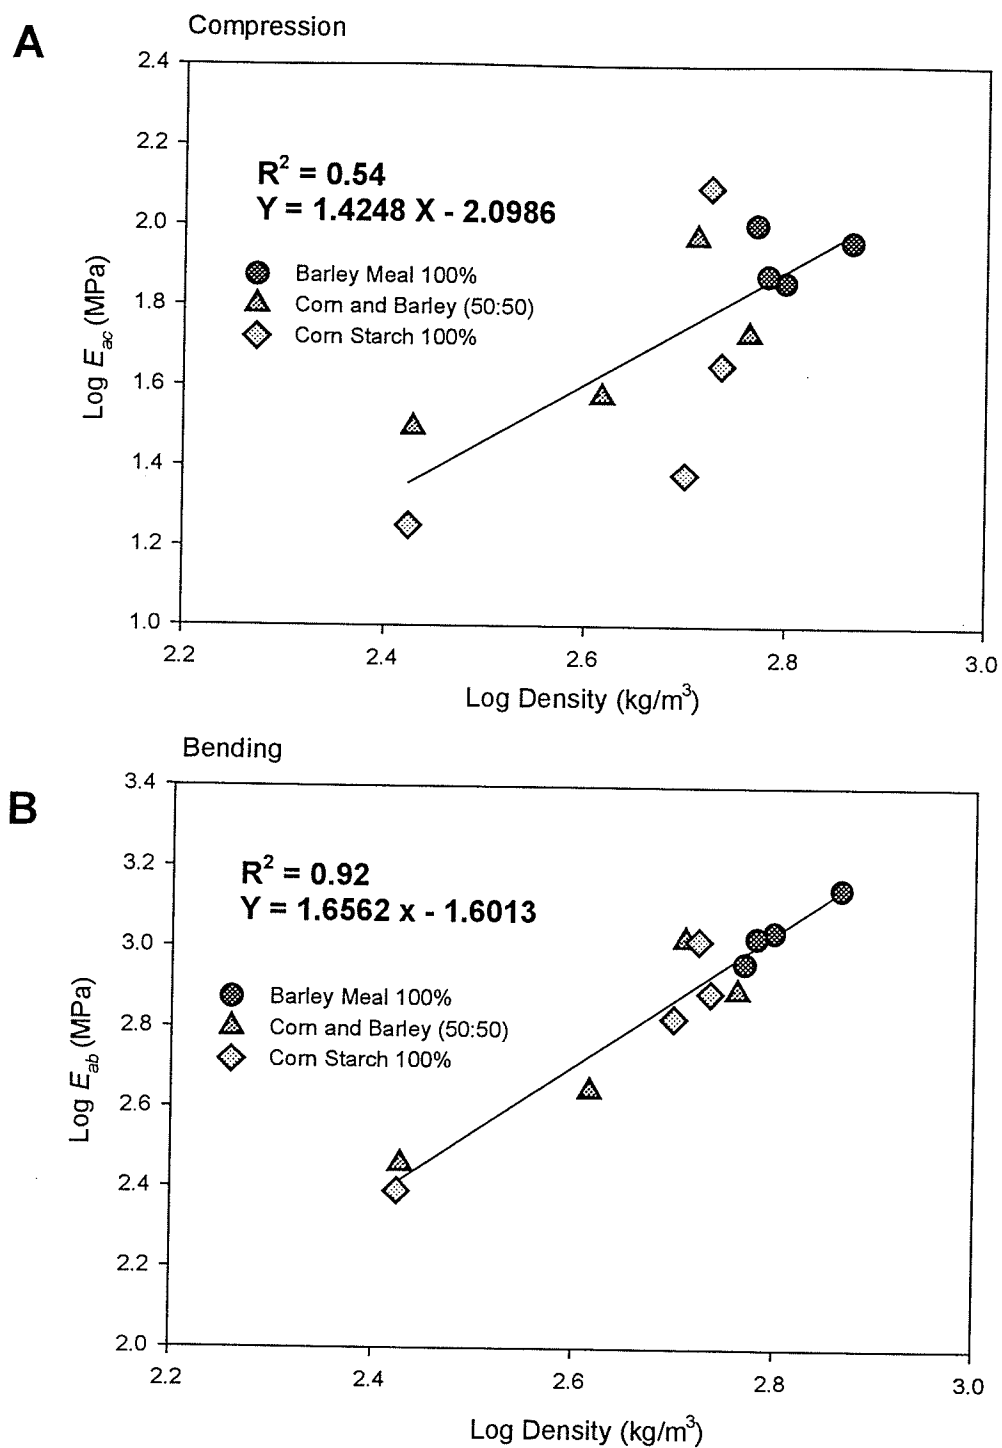 A
Compression
2.4
2.2
2.0
1.8
1.6
1.4
1.2
1.0
Log Eac (MPa)
R² = 0.54
Y = 1.4248 X - 2.0986
Barley Meal 100%
Corn and Barley (50:50)
Corn Starch 100%
2.2 2.4 2.6 2.8 3.0
Log Density (kg/m³)
B
Bending
3.4
3.2
3.0
2.8
2.6
2.4
2.2
2.0
Log Eab (MPa)
R² = 0.92
Y = 1.6562 x - 1.6013
Barley Meal 100%
Corn and Barley (50:50)
Corn Starch 100%
2.2 2.4 2.6 2.8 3.0
Log Density (kg/m³)